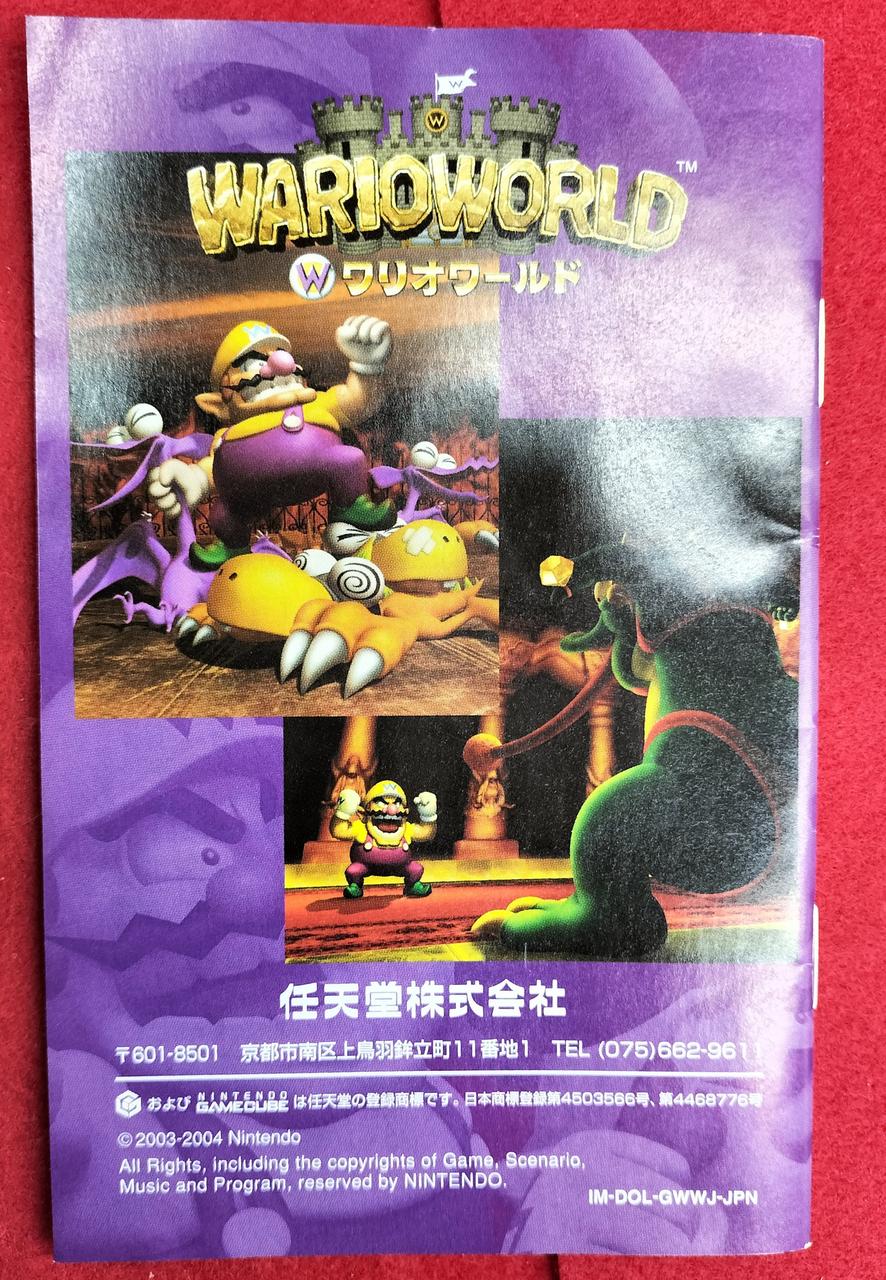 W
W
WARIOWORLD™
W ワリオワールド
任天堂株式会社
〒601-8501 京都市南区上鳥羽鉾立町11番地1 TEL (075)662-9611
および NINTENDO GAMECUBE は任天堂の登録商標です。日本商標登録第4503566号、第4468776号
© 2003-2004 Nintendo
All Rights, including the copyrights of Game, Scenario,
Music and Program, reserved by NINTENDO.
IM-DOL-GWWJ-JPN